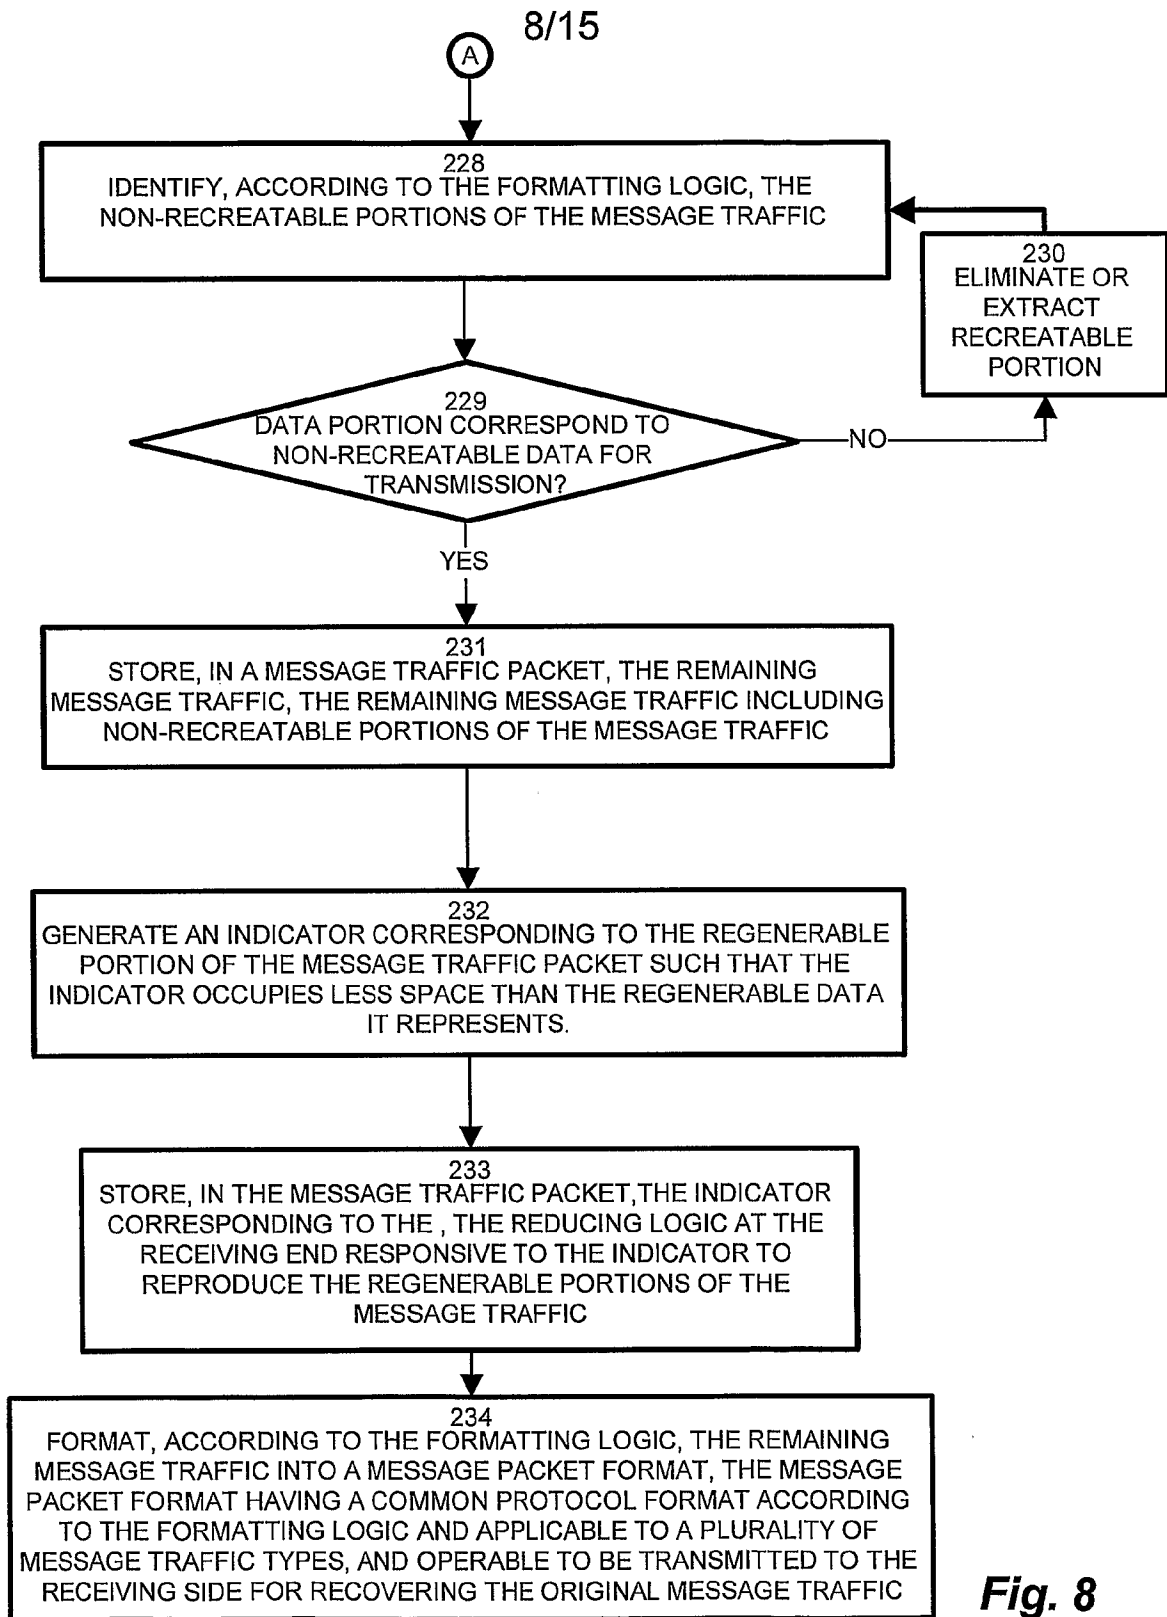 8/15
A
228
IDENTIFY, ACCORDING TO THE FORMATTING LOGIC, THE
NON-RECREATABLE PORTIONS OF THE MESSAGE TRAFFIC
230
ELIMINATE OR
EXTRACT
RECREATABLE
PORTION
229
DATA PORTION CORRESPOND TO
NON-RECREATABLE DATA FOR
TRANSMISSION?
NO
YES
231
STORE, IN A MESSAGE TRAFFIC PACKET, THE REMAINING
MESSAGE TRAFFIC, THE REMAINING MESSAGE TRAFFIC INCLUDING
NON-RECREATABLE PORTIONS OF THE MESSAGE TRAFFIC
232
GENERATE AN INDICATOR CORRESPONDING TO THE REGENERABLE
PORTION OF THE MESSAGE TRAFFIC PACKET SUCH THAT THE
INDICATOR OCCUPIES LESS SPACE THAN THE REGENERABLE DATA
IT REPRESENTS.
233
STORE, IN THE MESSAGE TRAFFIC PACKET,THE INDICATOR
CORRESPONDING TO THE , THE REDUCING LOGIC AT THE
RECEIVING END RESPONSIVE TO THE INDICATOR TO
REPRODUCE THE REGENERABLE PORTIONS OF THE
MESSAGE TRAFFIC
234
FORMAT, ACCORDING TO THE FORMATTING LOGIC, THE REMAINING
MESSAGE TRAFFIC INTO A MESSAGE PACKET FORMAT, THE MESSAGE
PACKET FORMAT HAVING A COMMON PROTOCOL FORMAT ACCORDING
TO THE FORMATTING LOGIC AND APPLICABLE TO A PLURALITY OF
MESSAGE TRAFFIC TYPES, AND OPERABLE TO BE TRANSMITTED TO THE
RECEIVING SIDE FOR RECOVERING THE ORIGINAL MESSAGE TRAFFIC
Fig. 8